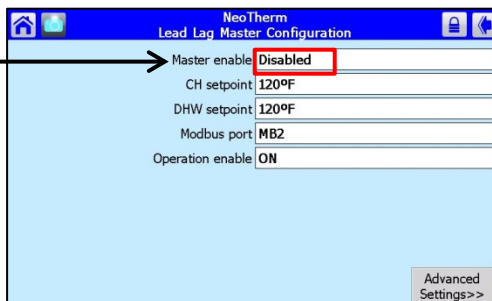 NeoTherm
Lead Lag Master Configuration
Master enable Disabled
CH setpoint 120ºF
DHW setpoint 120ºF
Modbus port MB2
Operation enable ON
Advanced
Settings>>